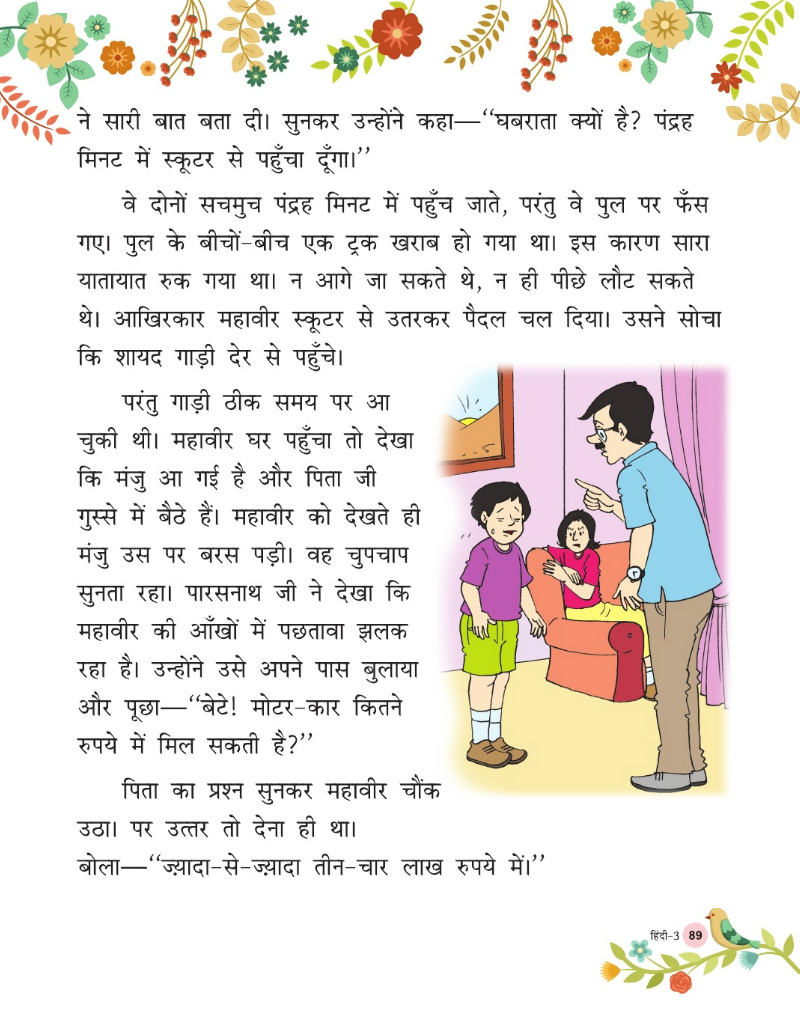 ने सारी बात बता दी। सुनकर उन्होंने कहा—‘‘घबराता क्यों है? पंद्रह
मिनट में स्कूटर से पहुँचा दूँगा।’’
वे दोनों सचमुच पंद्रह मिनट में पहुँच जाते, परंतु वे पुल पर फँस
गए। पुल के बीचों-बीच एक ट्रक खराब हो गया था। इस कारण सारा
यातायात रुक गया था। न आगे जा सकते थे, न ही पीछे लौट सकते
थे। आखिरकार महावीर स्कूटर से उतरकर पैदल चल दिया। उसने सोचा
कि शायद गाड़ी देर से पहुँचे।
परंतु गाड़ी ठीक समय पर आ
चुकी थी। महावीर घर पहुँचा तो देखा
कि मंजु आ गई है और पिता जी
गुस्से में बैठे हैं। महावीर को देखते ही
मंजु उस पर बरस पड़ी। वह चुपचाप
सुनता रहा। पारसनाथ जी ने देखा कि
महावीर की आँखों में पछतावा झलक
रहा है। उन्होंने उसे अपने पास बुलाया
और पूछा—‘‘बेटे! मोटर-कार कितने
रुपये में मिल सकती है?’’
पिता का प्रश्न सुनकर महावीर चौंक
उठा। पर उत्तर तो देना ही था।
बोला—‘‘ज़्यादा-से-ज़्यादा तीन-चार लाख रुपये में।’’
हिंदी-3 89